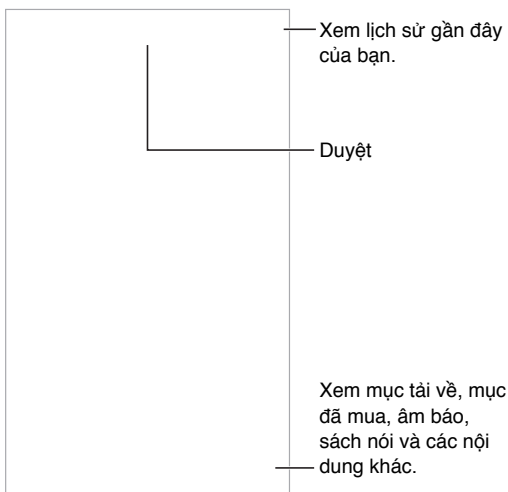 Xem lịch sử gần đây
của bạn.
Duyệt
Xem mục tải về, mục
đã mua, âm báo,
sách nói và các nội
dung khác.